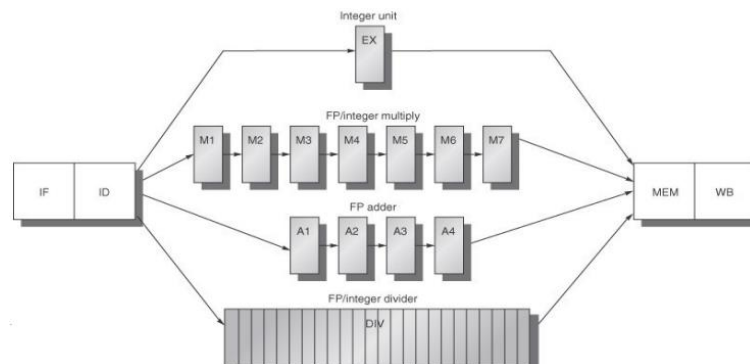 Integer unit
EX
FP/integer multiply
M1 M2 M3 M4 M5 M6 M7
IF ID MEM WB
FP adder
A1 A2 A3 A4
FP/integer divider
DIV